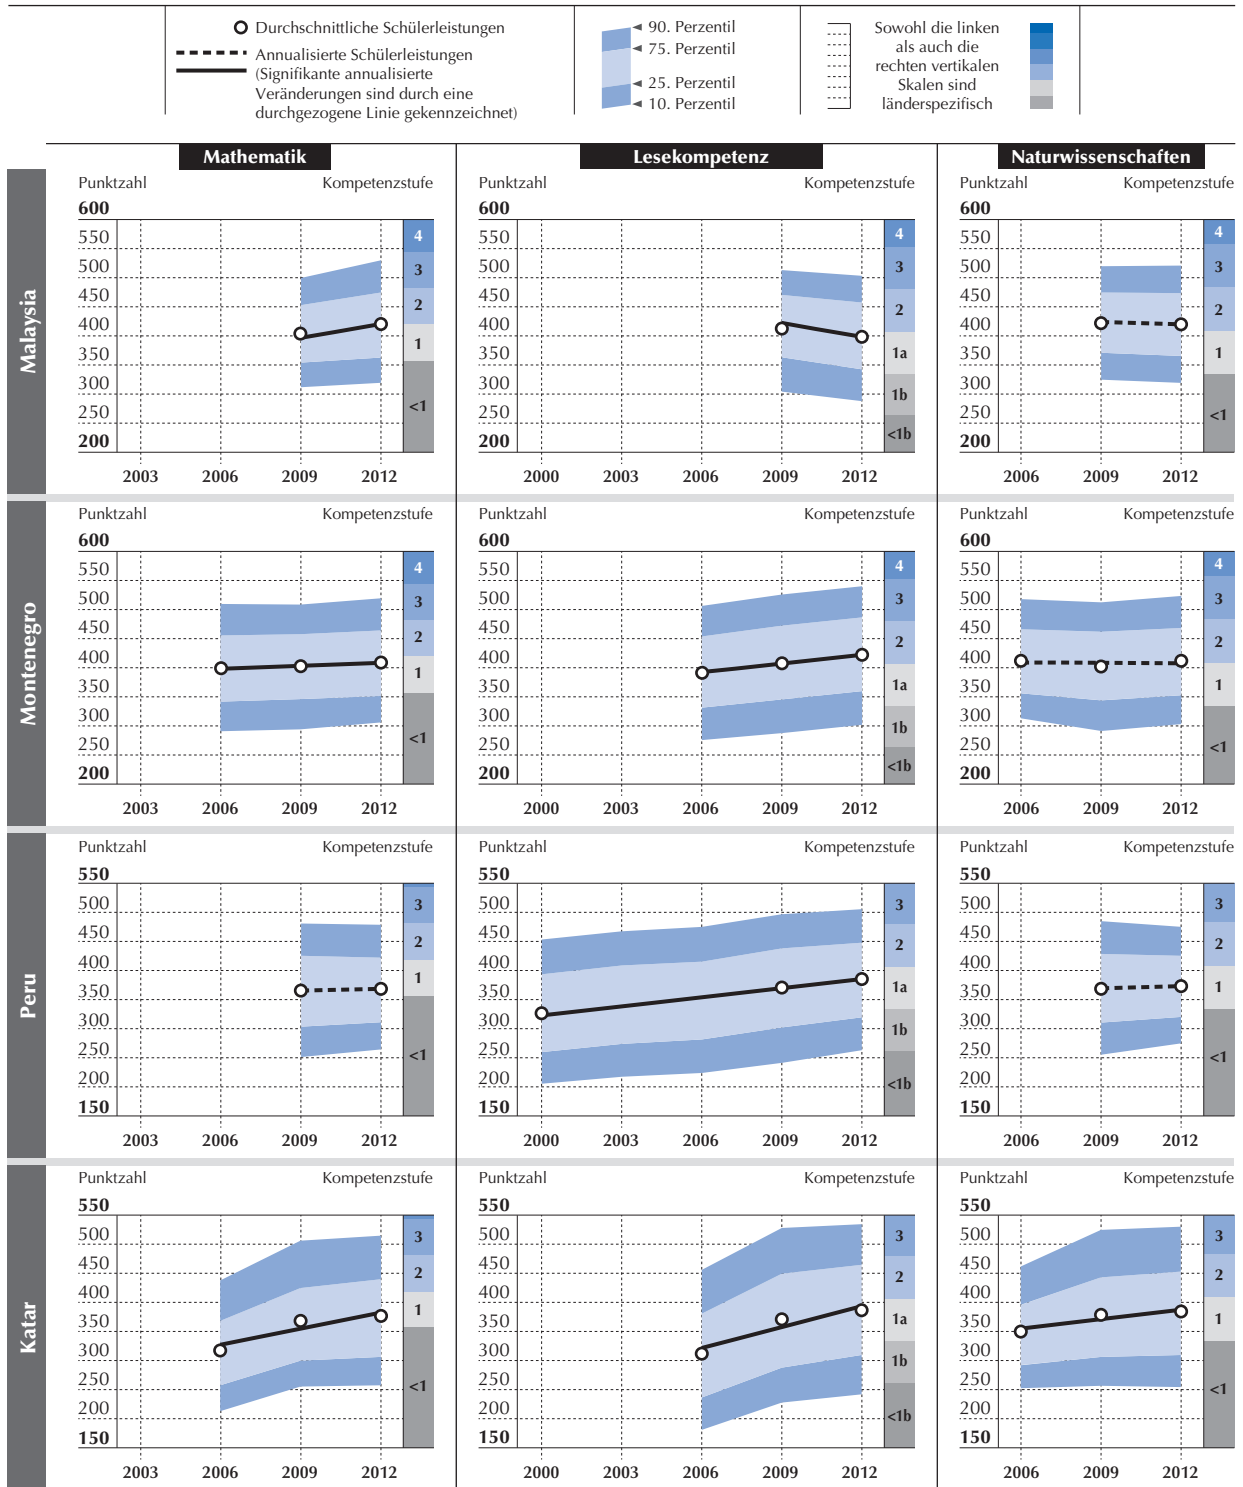 Durchschnittliche Schülerleistungen
Annualisierte Schülerleistungen
(Signifikante annualisierte
Veränderungen sind durch eine
durchgezogene Linie gekennzeichnet)
90. Perzentil
75. Perzentil
25. Perzentil
10. Perzentil
Sowohl die linken
als auch die
rechten vertikalen
Skalen sind
länderspezifisch
Mathematik Lesekompetenz Naturwissenschaften
Malaysia
Punktzahl Kompetenzstufe Punktzahl Kompetenzstufe Punktzahl Kompetenzstufe
600 600 600
550 4 550 4 550 4
500 3 500 3 500 3
450 2 450 2 450 2
400 400 400
350 1 350 1a 350 1
300 300 1b 300
250 <1 250 250 <1
200 200 <1b 200
2003 2006 2009 2012 2000 2003 2006 2009 2012 2006 2009 2012
Montenegro
Punktzahl Kompetenzstufe Punktzahl Kompetenzstufe Punktzahl Kompetenzstufe
600 600 600
550 4 550 4 550 4
500 3 500 3 500 3
450 2 450 2 450 2
400 400 400
350 1 350 1a 350 1
300 300 1b 300
250 <1 250 250 <1
200 200 <1b 200
2003 2006 2009 2012 2000 2003 2006 2009 2012 2006 2009 2012
Peru
Punktzahl Kompetenzstufe Punktzahl Kompetenzstufe Punktzahl Kompetenzstufe
550 550 550
500 3 500 3 500 3
450 2 450 2 450 2
400 1 400 400
350 350 1a 350 1
300 300 1b 300
250 <1 250 250 <1
200 200 <1b 200
150 150 150
2003 2006 2009 2012 2000 2003 2006 2009 2012 2006 2009 2012
Katar
Punktzahl Kompetenzstufe Punktzahl Kompetenzstufe Punktzahl Kompetenzstufe
550 550 550
500 3 500 3 500 3
450 2 450 2 450 2
400 1 400 400
350 350 1a 350 1
300 300 1b 300
250 <1 250 250 <1
200 200 <1b 200
150 150 150
2003 2006 2009 2012 2000 2003 2006 2009 2012 2006 2009 2012